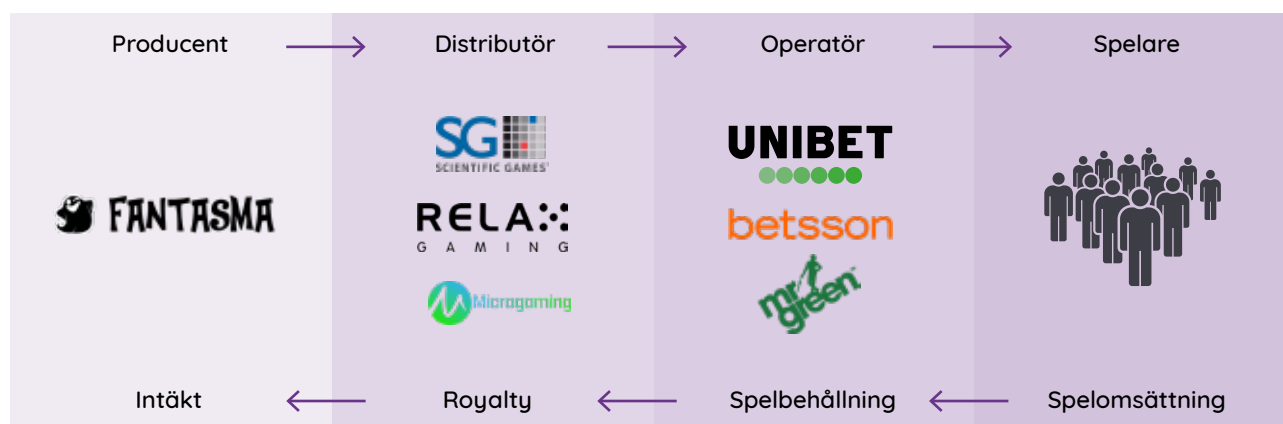 Producent
Distributör
Operatör
Spelare
SG
SCIENTIFIC GAMES
UNIBET
FANTASMA
RELAX
GAMING
betsson
Microgaming
mr green
Intäkt
Royalty
Spelbehållning
Spelomsättning